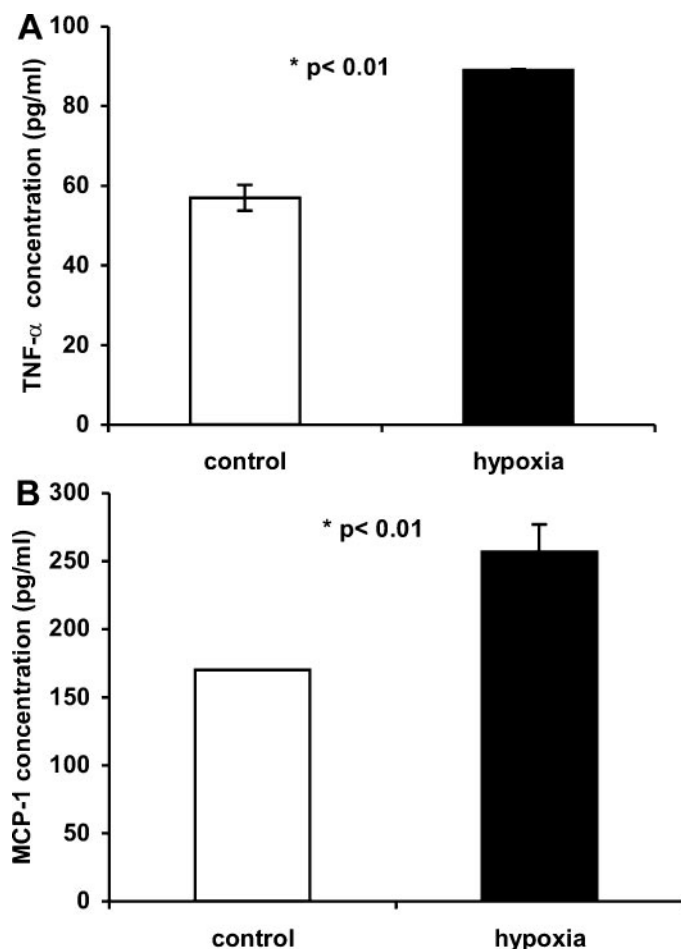 A
TNF-α concentration (pg/ml)
100
80
60
40
20
0
* p< 0.01
control hypoxia
B
MCP-1 concentration (pg/ml)
300
250
200
150
100
50
0
* p< 0.01
control hypoxia